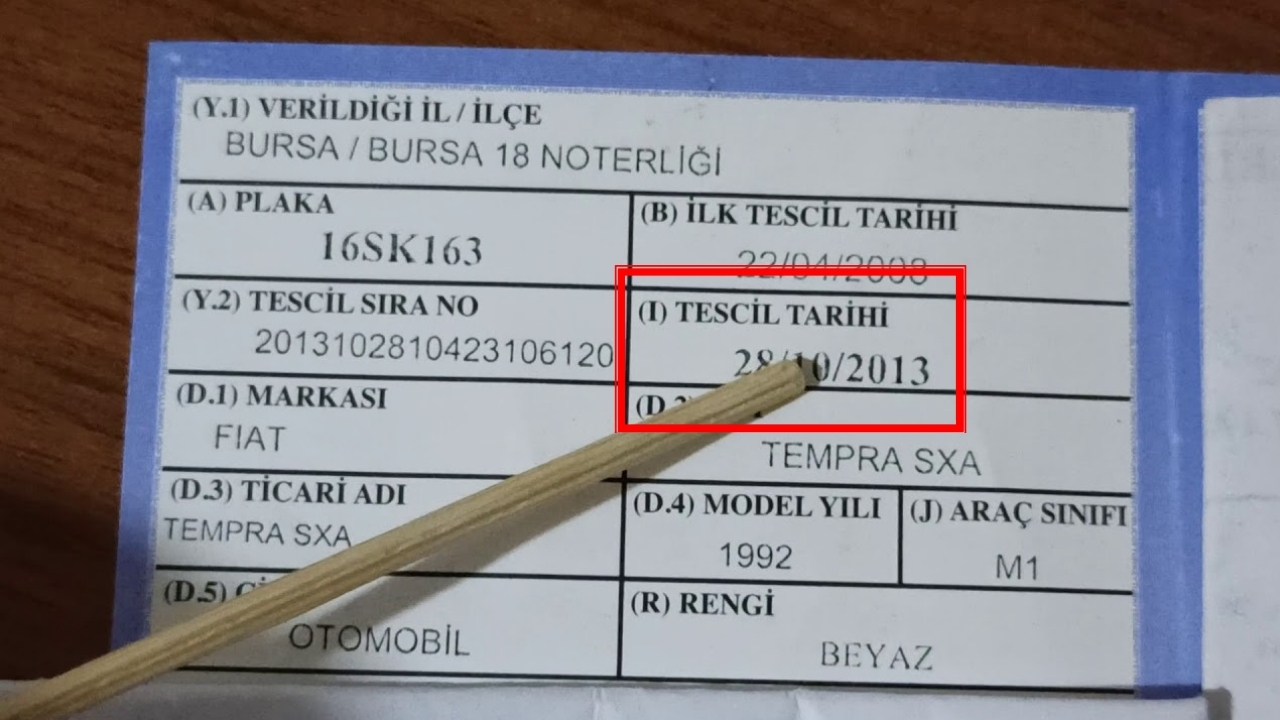 (Y.1) VERİLDİĞİ İL / İLÇE
BURSA / BURSA 18 NOTERLİĞİ
(A) PLAKA
16SK163
(B) İLK TESCİL TARİHİ
22/04/2008
(Y.2) TESCİL SIRA NO
2013102810423106120
(I) TESCİL TARİHİ
28/10/2013
(D.1) MARKASI
FIAT
TEMPRA SXA
(D.3) TİCARİ ADI
TEMPRA SXA
(D.4) MODEL YILI
1992
(J) ARAÇ SINIFI
M1
(D.5)
OTOMOBİL
(R) RENGİ
BEYAZ